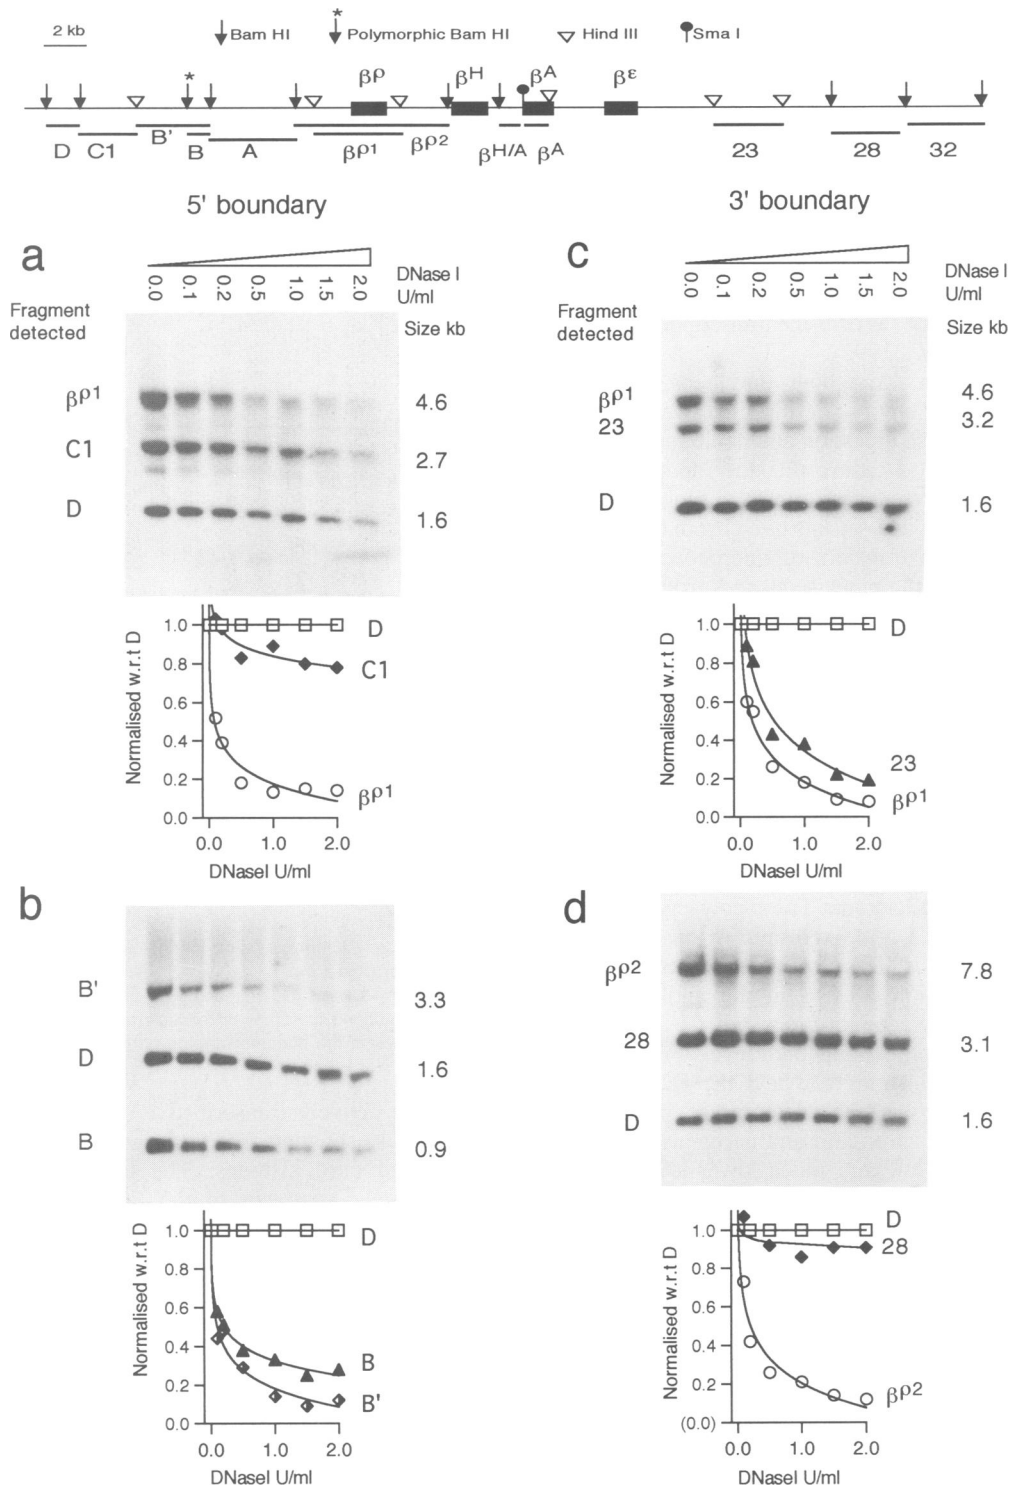 2 kb
Bam HI
* Polymorphic Bam HI
Hind III
Sma I
*
βρ βH βA βε
D C1 B' B A βρ1 βρ2 βH/A βA 23 28 32
5' boundary
3' boundary
a
0.0 0.1 0.2 0.5 1.0 1.5 2.0
DNase I
U/ml
Fragment
detected
Size kb
βρ1 4.6
C1 2.7
D 1.6
Normalised w.r.t D
1.0
0.8
0.6
0.4
0.2
0.0
D
C1
βρ1
0.0 1.0 2.0
DNaseI U/ml
b
B' 3.3
D 1.6
B 0.9
Normalised w.r.t D
1.0
0.8
0.6
0.4
0.2
0.0
D
B
B'
0.0 1.0 2.0
DNaseI U/ml
c
0.0 0.1 0.2 0.5 1.0 1.5 2.0
DNase I
U/ml
Fragment
detected
Size kb
βρ1 4.6
23 3.2
D 1.6
Normalised w.r.t D
1.0
0.8
0.6
0.4
0.2
0.0
D
23
βρ1
0.0 1.0 2.0
DNaseI U/ml
d
βρ2 7.8
28 3.1
D 1.6
Normalised w.r.t D
1.0
0.8
0.6
0.4
0.2
(0.0)
D
28
βρ2
0.0 1.0 2.0
DNaseI U/ml